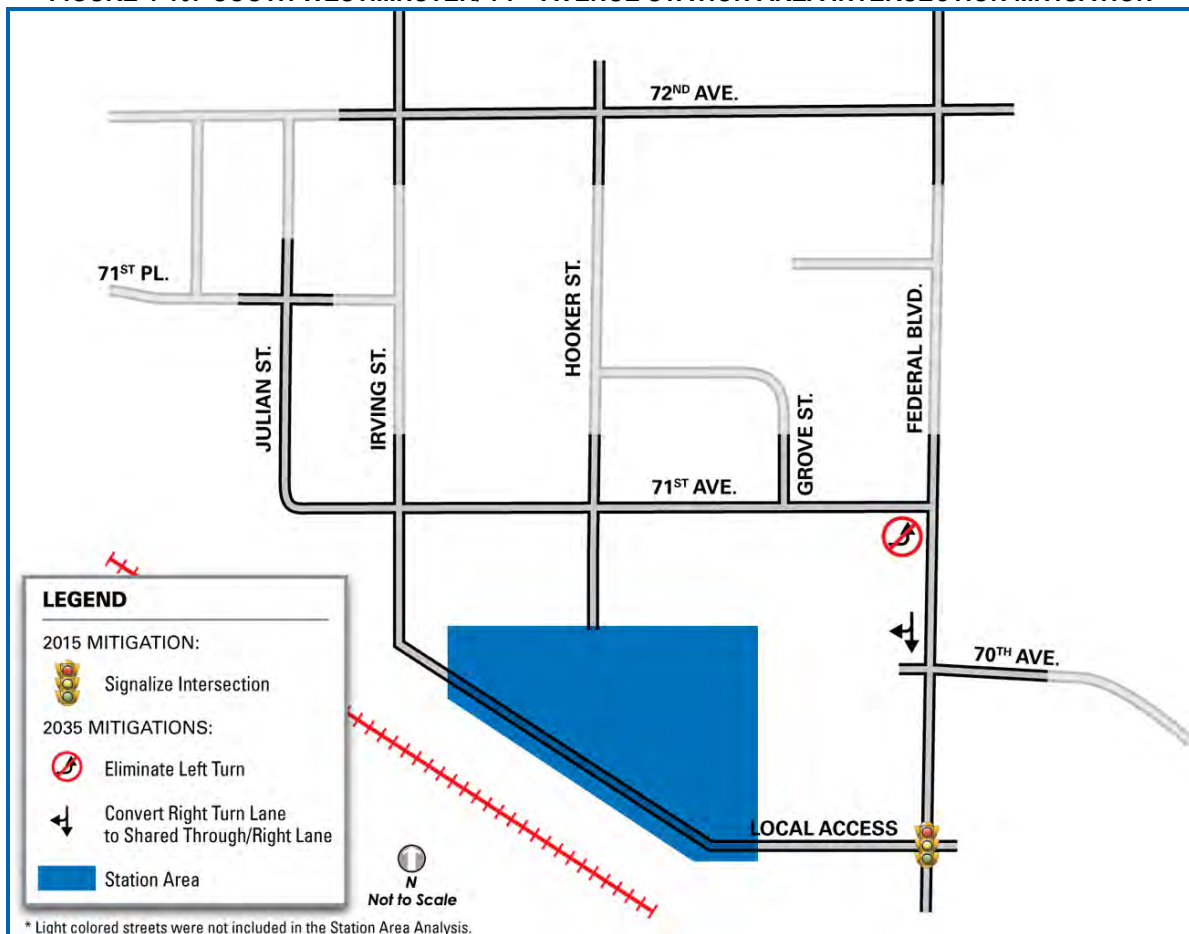 72ND AVE.
71ST PL.
JULIAN ST.
IRVING ST.
HOOKER ST.
GROVE ST.
FEDERAL BLVD.
71ST AVE.
70TH AVE.
LOCAL ACCESS
LEGEND
2015 MITIGATION:
Signalize Intersection
2035 MITIGATIONS:
Eliminate Left Turn
Convert Right Turn Lane
to Shared Through/Right Lane
Station Area
N
Not to Scale
* Light colored streets were not included in the Station Area Analysis.